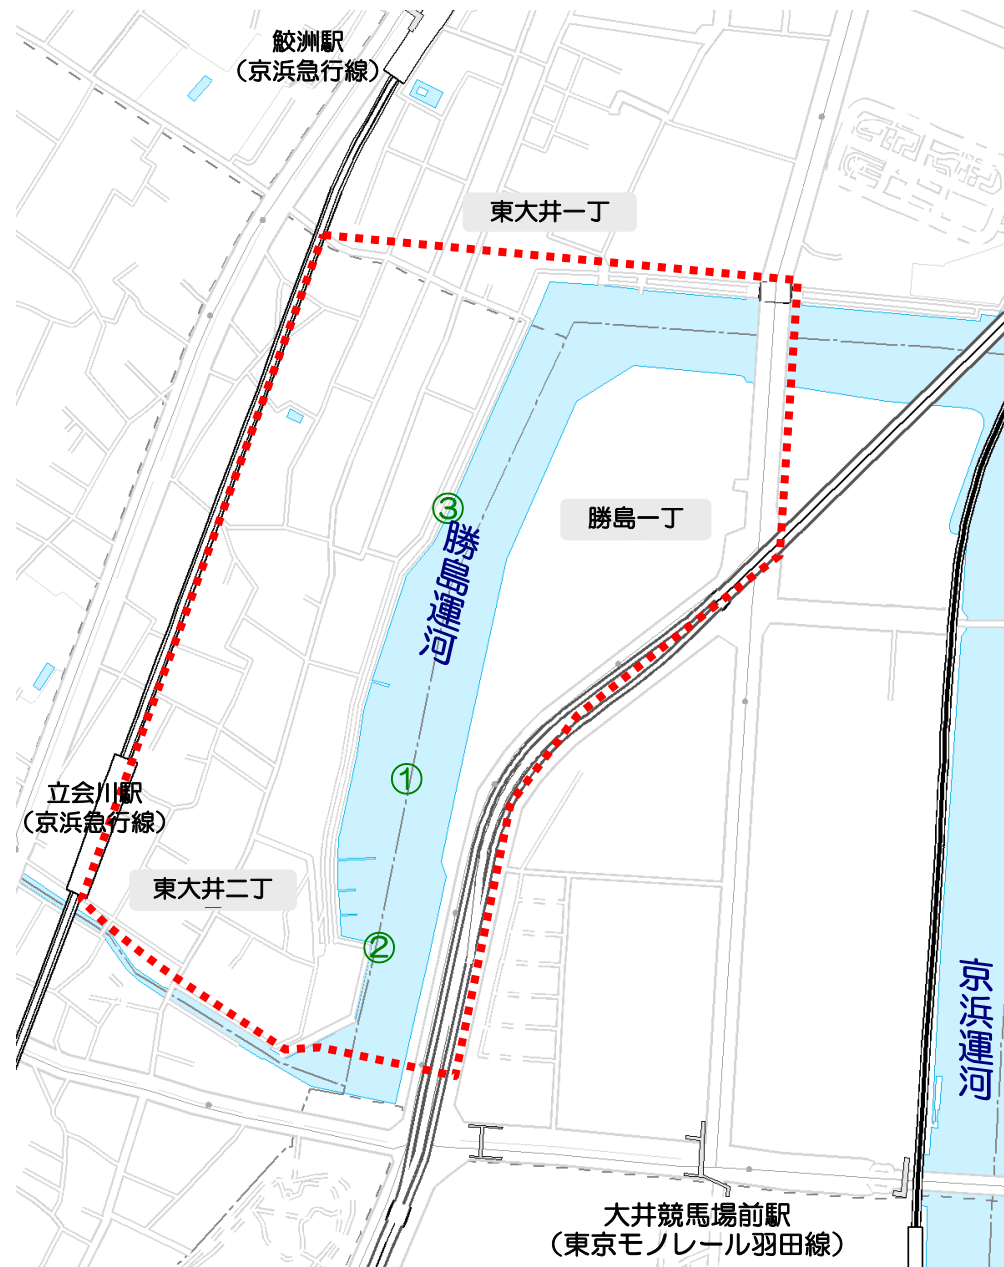 鮫洲駅
（京浜急行線）
東大井一丁
③
勝島一丁
勝島運河
①
立会川駅
（京浜急行線）
東大井二丁
②
京浜運河
大井競馬場前駅
（東京モノレール羽田線）